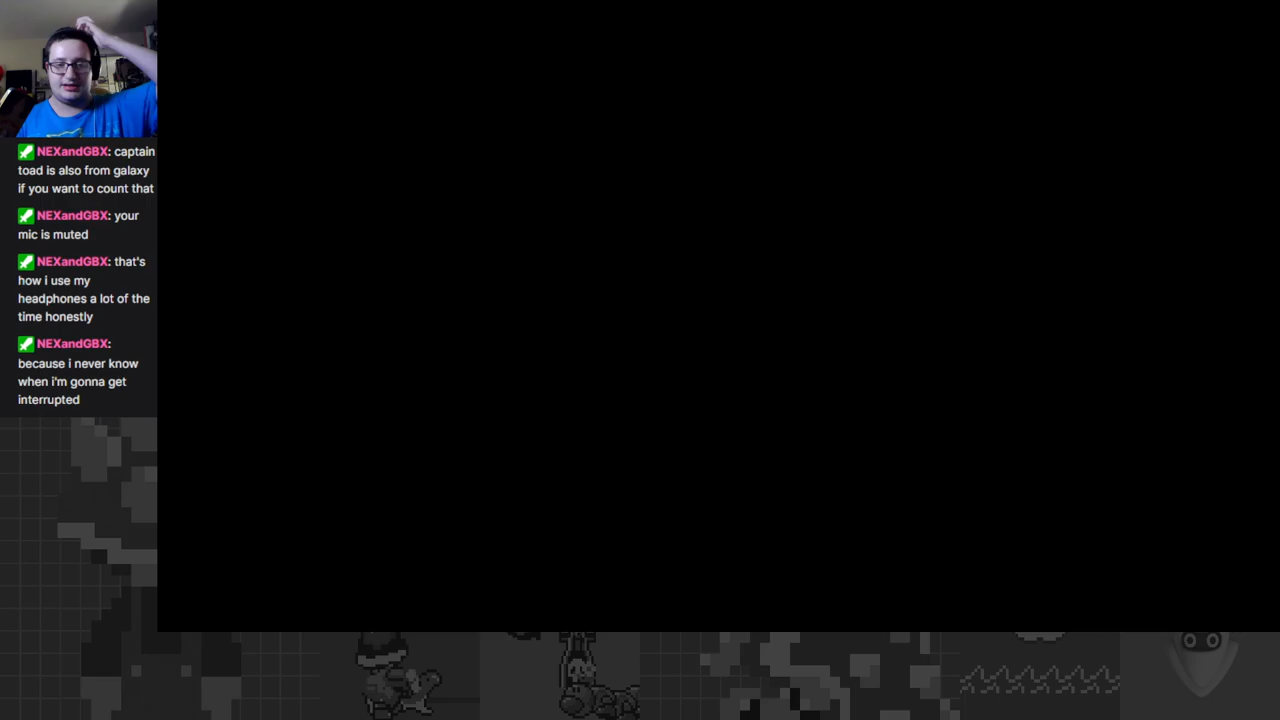 NEXandGBX: captain
toad is also from galaxy
if you want to count that
NEXandGBX: your
mic is muted
NEXandGBX: that's
how i use my
headphones a lot of the
time honestly
NEXandGBX:
because i never know
when i'm gonna get
interrupted